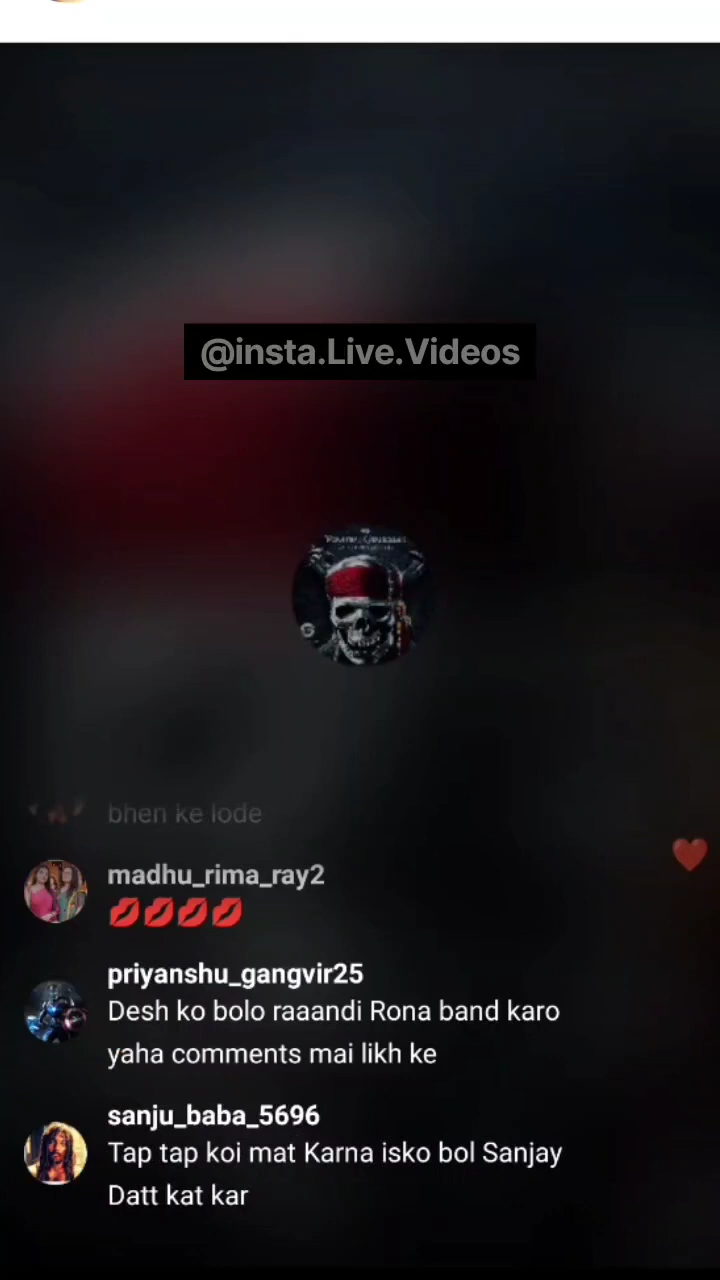 @insta.Live.Videos
bhen ke lode
madhu_rima_ray2
💋💋💋💋
priyanshu_gangvir25
Desh ko bolo raaandi Rona band karo
yaha comments mai likh ke
sanju_baba_5696
Tap tap koi mat Karna isko bol Sanjay
Datt kat kar